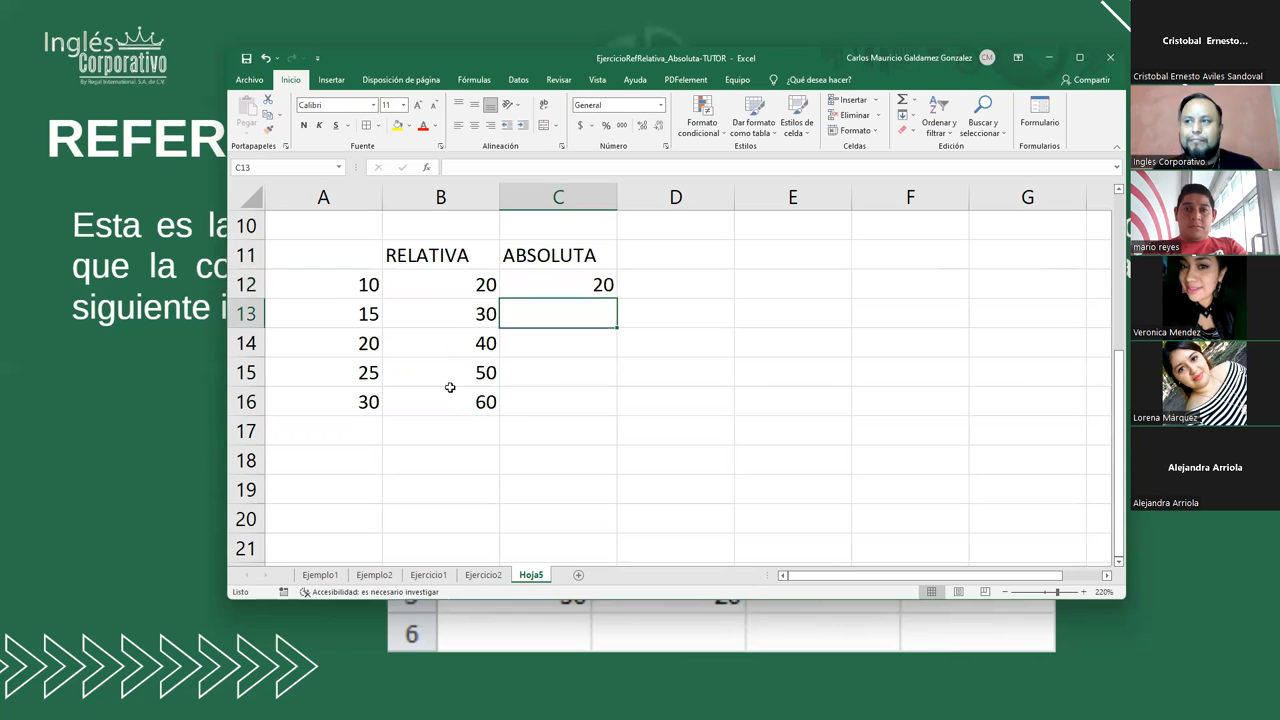 Inglés
Corporativo
by Regal International, S.A. de C.V.
REFER
Esta es la
que la co
siguiente i
EjercicioRefRelativa_Absoluta-TUTOR - Excel
Carlos Mauricio Galdamez Gonzalez
CM
Archivo Inicio Insertar Disposición de página Fórmulas Datos Revisar Vista Ayuda PDFelement Equipo ¿Qué desea hacer? Compartir
Pegar
Calibri 11
N K S
General
$ % 000
Formato condicional
Dar formato como tabla
Estilos de celda
Insertar
Eliminar
Formato
Ordenar y filtrar
Buscar y seleccionar
Formulario
Portapapeles Fuente Alineación Número Estilos Celdas Edición Formularios
C13 fx
A B C D E F G
10
11 RELATIVA ABSOLUTA
12 10 20 20
13 15 30
14 20 40
15 25 50
16 30 60
17
18
19
20
21
Ejemplo1 Ejemplo2 Ejercicio1 Ejercicio2 Hoja5
Listo Accesibilidad: es necesario investigar 220%
6
Cristobal Ernesto...
Cristobal Ernesto Aviles Sandoval
Ingles Corporativo
mario reyes
Veronica Mendez
Lorena Márquez
Alejandra Arriola
Alejandra Arriola